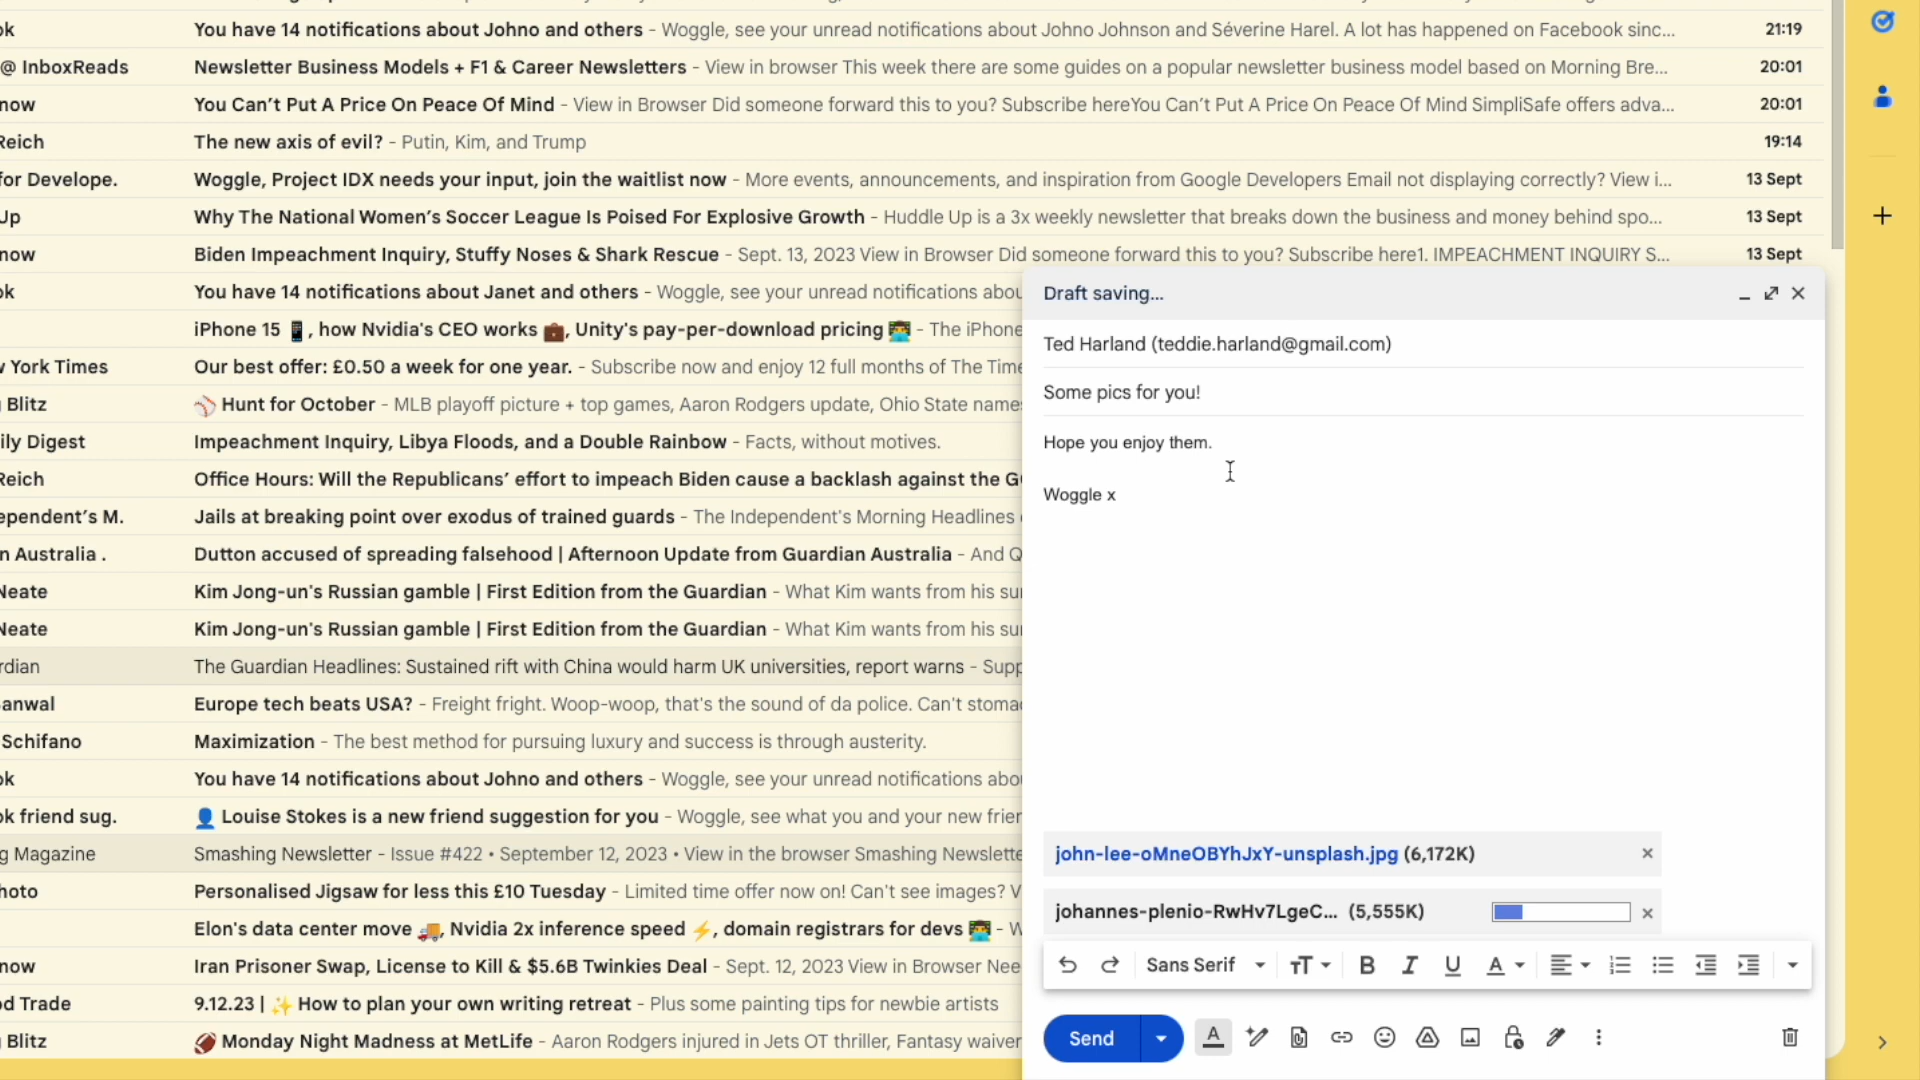 ok You have 14 notifications about Johno and others - Woggle, see your unread notifications about Johno Johnson and Séverine Harel. A lot has happened on Facebook sinc... 21:19
@ InboxReads Newsletter Business Models + F1 & Career Newsletters - View in browser This week there are some guides on a popular newsletter business model based on Morning Bre... 20:01
now You Can't Put A Price On Peace Of Mind - View in Browser Did someone forward this to you? Subscribe hereYou Can't Put A Price On Peace Of Mind SimpliSafe offers adva... 20:01
Reich The new axis of evil? - Putin, Kim, and Trump 19:14
for Develope. Woggle, Project IDX needs your input, join the waitlist now - More events, announcements, and inspiration from Google Developers Email not displaying correctly? View i... 13 Sept
Up Why The National Women's Soccer League Is Poised For Explosive Growth - Huddle Up is a 3x weekly newsletter that breaks down the business and money behind spo... 13 Sept
now Biden Impeachment Inquiry, Stuffy Noses & Shark Rescue - Sept. 13, 2023 View in Browser Did someone forward this to you? Subscribe here1. IMPEACHMENT INQUIRY S... 13 Sept
ok You have 14 notifications about Janet and others - Woggle, see your unread notifications abou
iPhone 15 📱, how Nvidia's CEO works 💼, Unity's pay-per-download pricing 👨‍💻 - The iPhone
York Times Our best offer: £0.50 a week for one year. - Subscribe now and enjoy 12 full months of The Time
Blitz ⚾ Hunt for October - MLB playoff picture + top games, Aaron Rodgers update, Ohio State name
ily Digest Impeachment Inquiry, Libya Floods, and a Double Rainbow - Facts, without motives.
Reich Office Hours: Will the Republicans' effort to impeach Biden cause a backlash against the G
ependent's M. Jails at breaking point over exodus of trained guards - The Independent's Morning Headlines
n Australia . Dutton accused of spreading falsehood | Afternoon Update from Guardian Australia - And Q
Neate Kim Jong-un's Russian gamble | First Edition from the Guardian - What Kim wants from his su
Neate Kim Jong-un's Russian gamble | First Edition from the Guardian - What Kim wants from his su
rdian The Guardian Headlines: Sustained rift with China would harm UK universities, report warns - Supp
anwal Europe tech beats USA? - Freight fright. Woop-woop, that's the sound of da police. Can't stoma
Schifano Maximization - The best method for pursuing luxury and success is through austerity.
ok You have 14 notifications about Johno and others - Woggle, see your unread notifications abou
ok friend sug. 👤 Louise Stokes is a new friend suggestion for you - Woggle, see what you and your new frien
g Magazine Smashing Newsletter - Issue #422 • September 12, 2023 • View in the browser Smashing Newslette
hoto Personalised Jigsaw for less this £10 Tuesday - Limited time offer now on! Can't see images? V
Elon's data center move 🚚, Nvidia 2x inference speed ⚡, domain registrars for devs 👨‍💻 - W
now Iran Prisoner Swap, License to Kill & $5.6B Twinkies Deal - Sept. 12, 2023 View in Browser Nee
d Trade 9.12.23 | ✨ How to plan your own writing retreat - Plus some painting tips for newbie artists
Blitz 🏈 Monday Night Madness at MetLife - Aaron Rodgers injured in Jets OT thriller, Fantasy waiver
Draft saving...
Ted Harland (teddie.harland@gmail.com)
Some pics for you!
Hope you enjoy them.
Woggle x
john-lee-oMneOBYhJxY-unsplash.jpg (6,172K)
johannes-plenio-RwHv7LgeC... (5,555K)
Sans Serif
Send